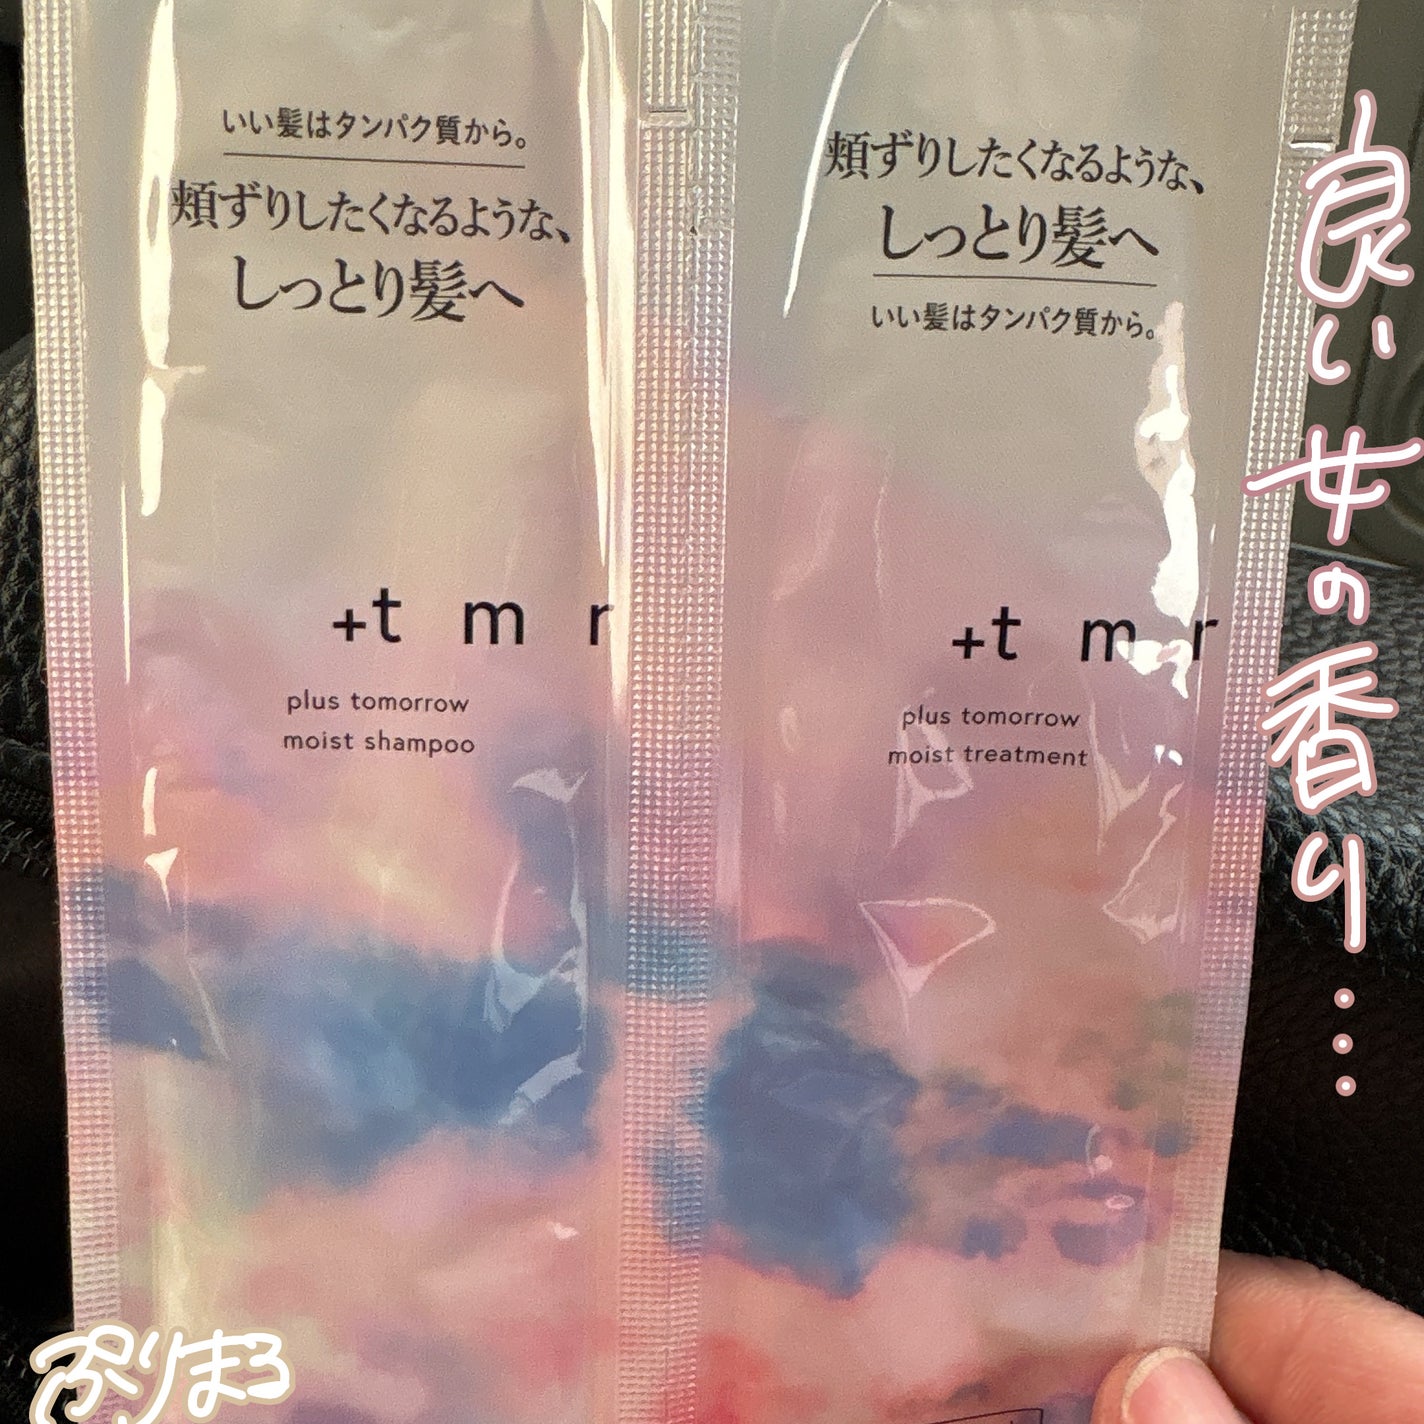 いい髪はタンパク質から。
頬ずりしたくなるような、
しっとり髪へ
+t m r
plus tomorrow
moist shampoo
頬ずりしたくなるような、
しっとり髪へ
いい髪はタンパク質から。
+t m r
plus tomorrow
moist treatment
良い女の香り...
ぷりまる